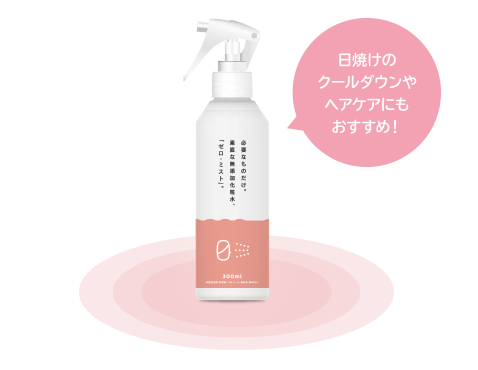 日焼けの
クールダウンや
ヘアケアにも
おすすめ！
必要なものだけ。
素直な無添加化粧水、
「ゼロ・ミスト」。
300ml